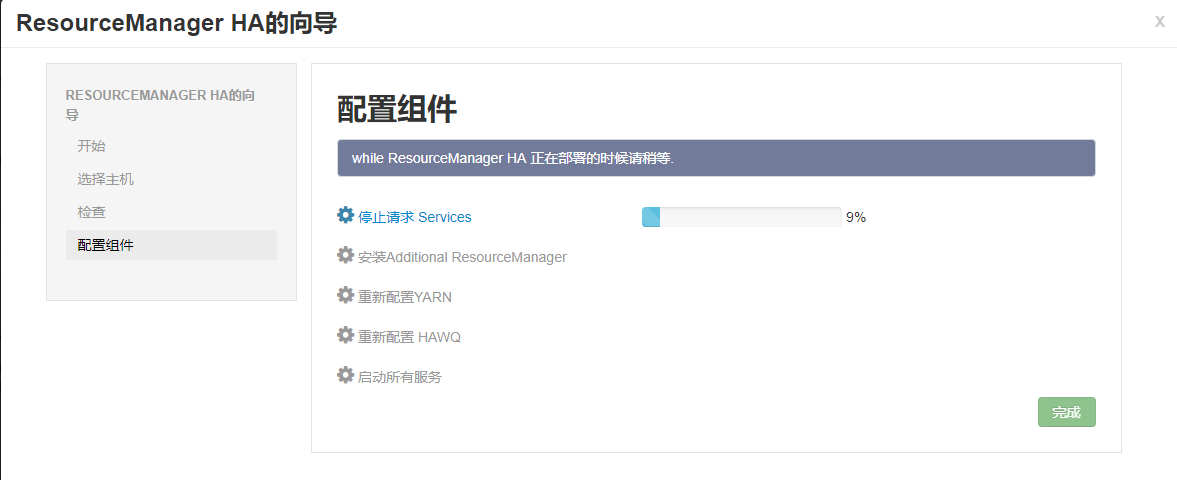 ResourceManager HA的向导
x
RESOURCEMANAGER HA的向
导
开始
选择主机
检查
配置组件
配置组件
while ResourceManager HA 正在部署的时候请稍等.
停止请求 Services 9%
安装Additional ResourceManager
重新配置YARN
重新配置 HAWQ
启动所有服务
完成